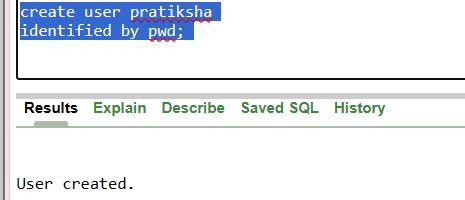 create user pratiksha
identified by pwd;
Results Explain Describe Saved SQL History
User created.